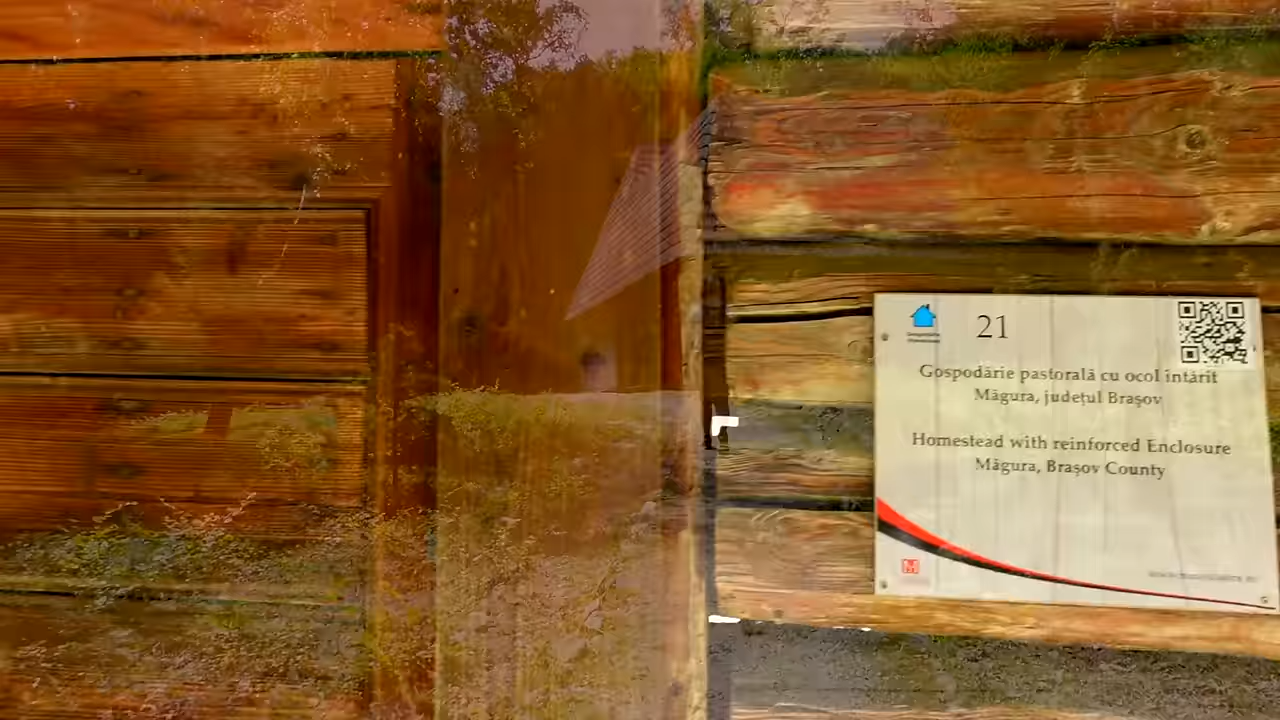 21
Gospodărie pastorală cu ocol întărit
Măgura, județul Brașov
Homestead with reinforced Enclosure
Măgura, Brașov County